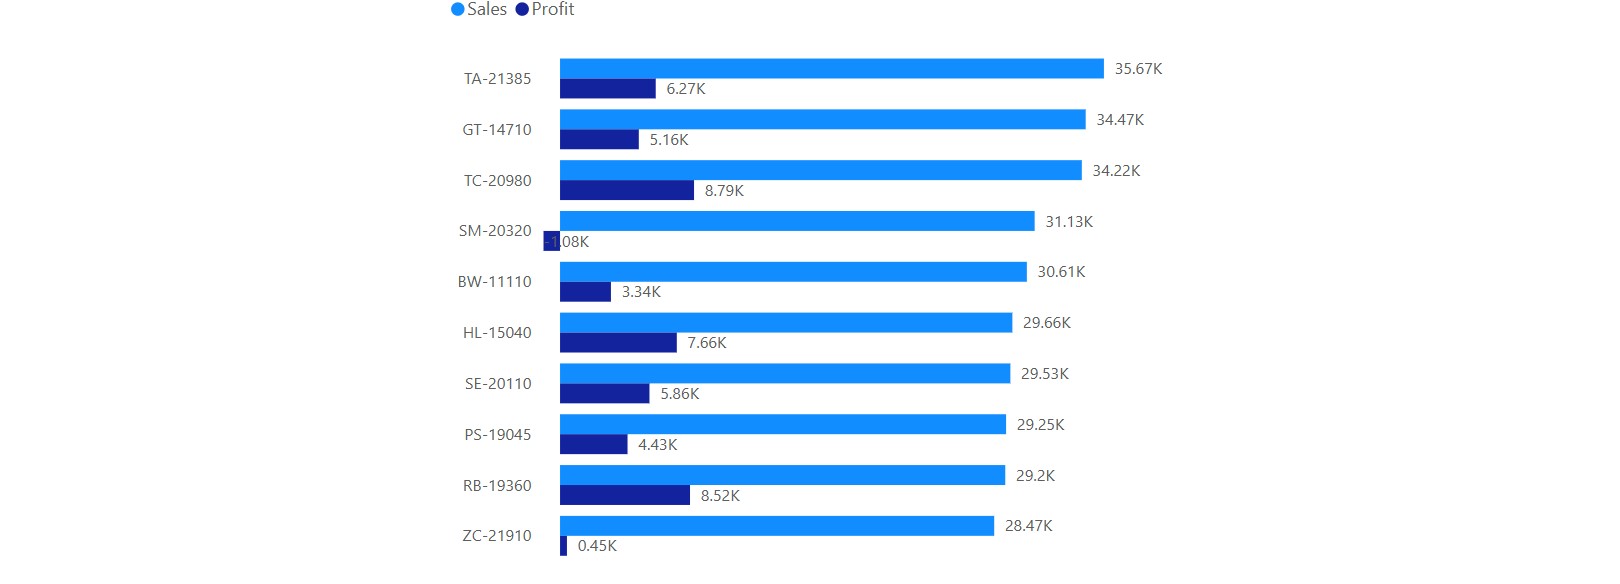 Sales Profit
TA-21385 35.67K
6.27K
GT-14710 34.47K
5.16K
TC-20980 34.22K
8.79K
SM-20320 31.13K
-1.08K
BW-11110 30.61K
3.34K
HL-15040 29.66K
7.66K
SE-20110 29.53K
5.86K
PS-19045 29.25K
4.43K
RB-19360 29.2K
8.52K
ZC-21910 28.47K
0.45K